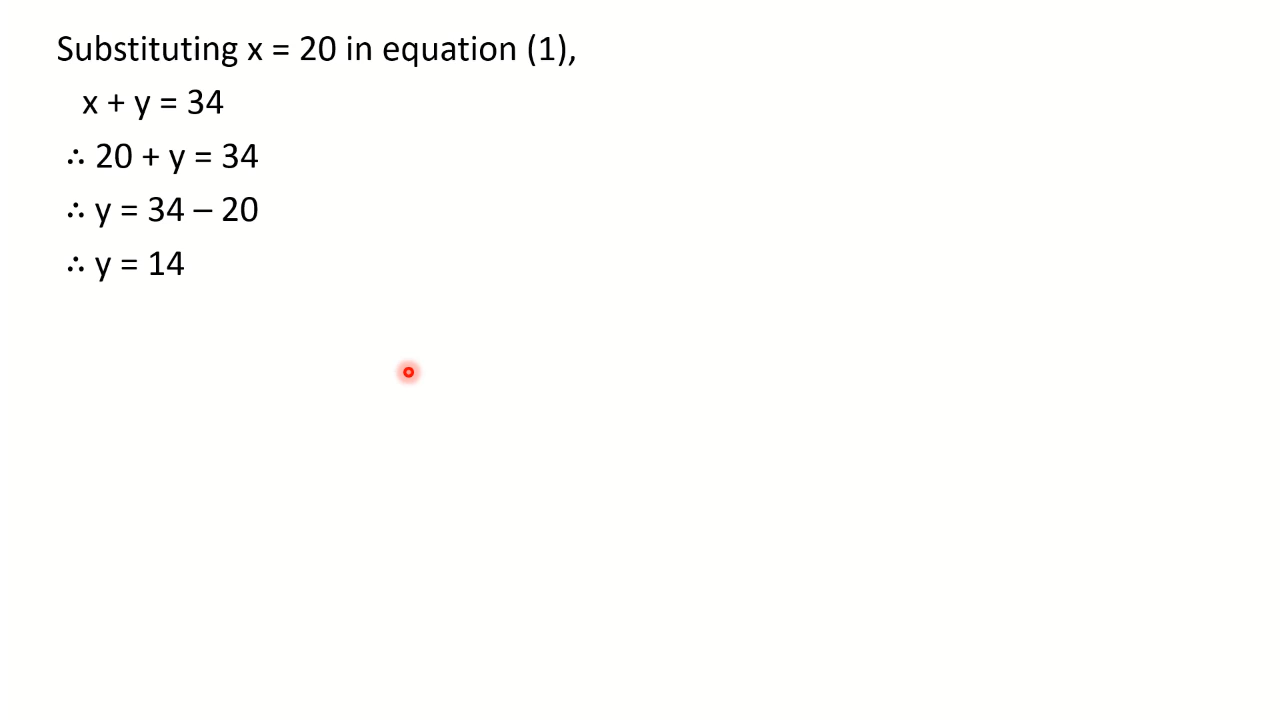 Substituting x = 20 in equation (1),
x + y = 34
∴ 20 + y = 34
∴ y = 34 – 20
∴ y = 14